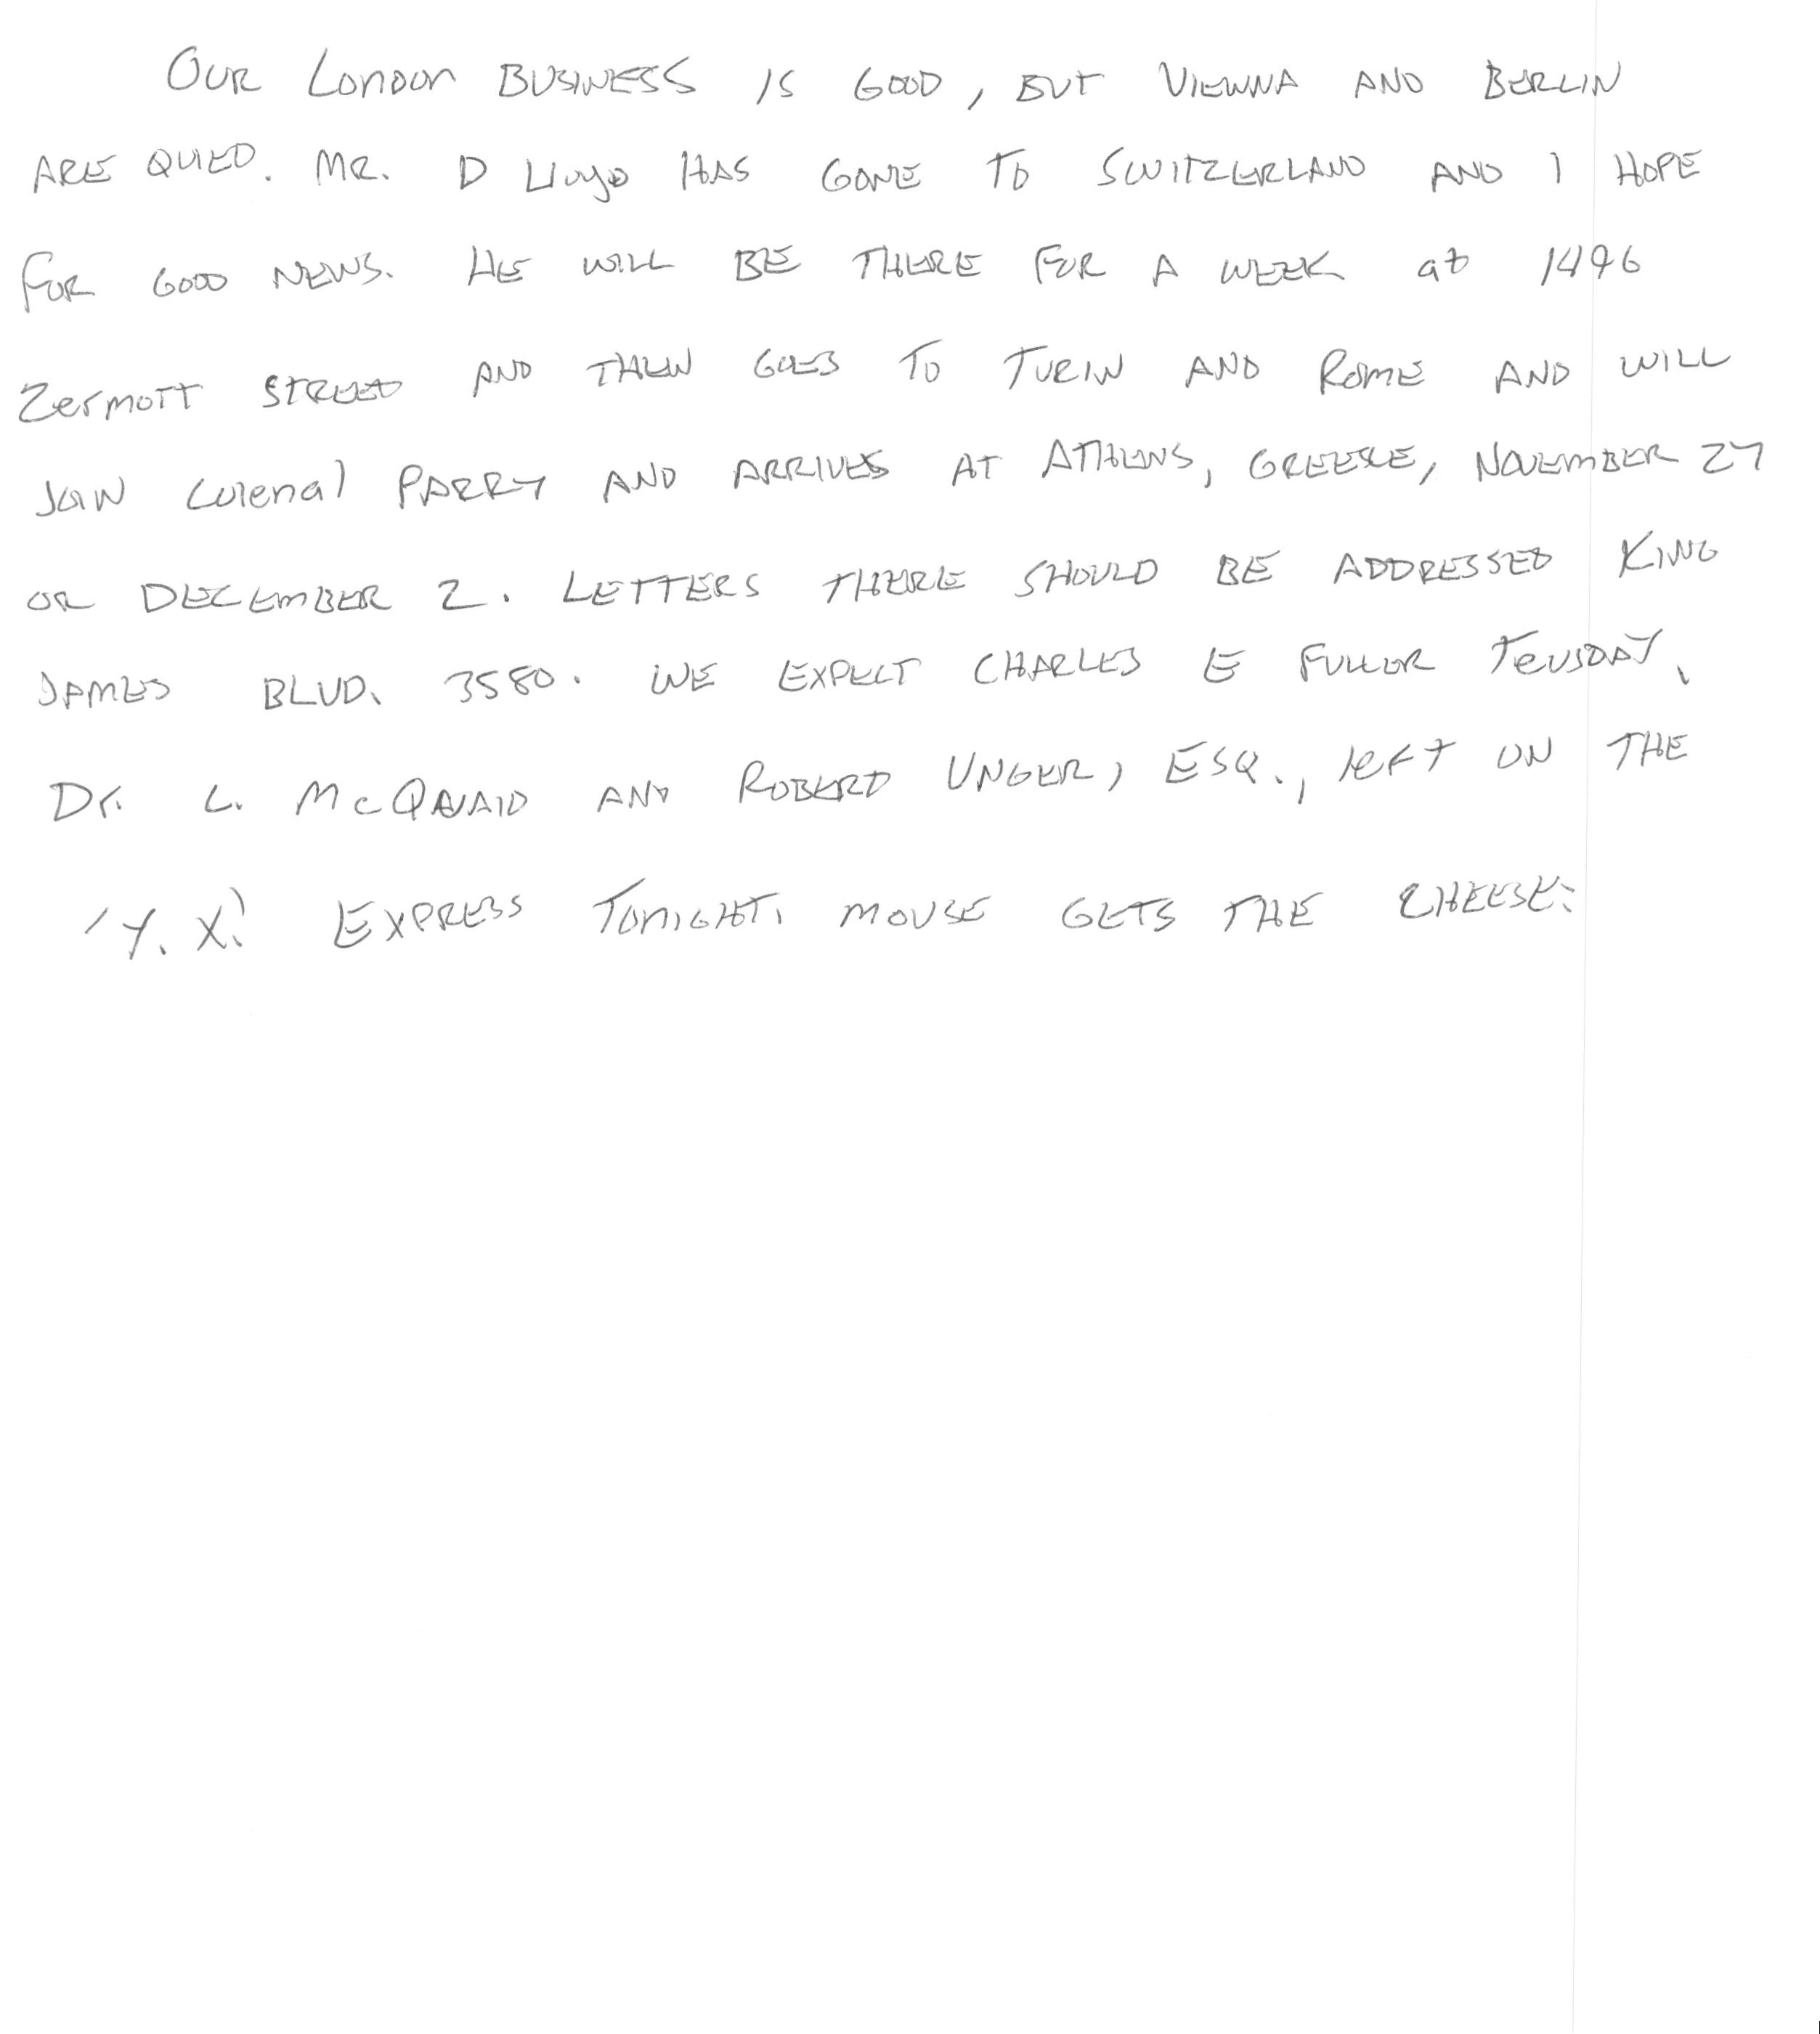 OUR LONDON BUSINESS IS GOOD, BUT VIENNA AND BERLIN
ARE QUIED. MR. D Lloyd HAS GONE TO SWITZERLAND AND I HOPE
FOR GOOD NEWS. HE WILL BE THERE FOR A WEEK at 1496
Zermott STREET AND THEN GOES TO TURIN AND ROME AND WILL
JOIN Colenal PARRY AND ARRIVES AT ATHENS, GREECE, NOVEMBER 27
OR DECEMBER 2. LETTERS THERE SHOULD BE ADDRESSED KING
JAMES BLVD. 3580. WE EXPECT CHARLES E FULLER TEUSDAY.
Dr. L. McQUAID AND ROBERT UNGER, ESQ., left ON THE
'Y. X.' EXPRESS TONIGHT. MOUSE GETS THE CHEESE.